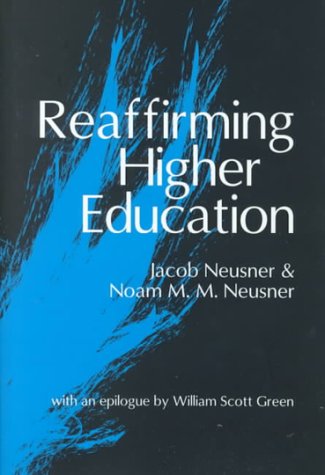 Reaffirming
Higher
Education
Jacob Neusner &
Noam M. M. Neusner
with an epilogue by William Scott Green